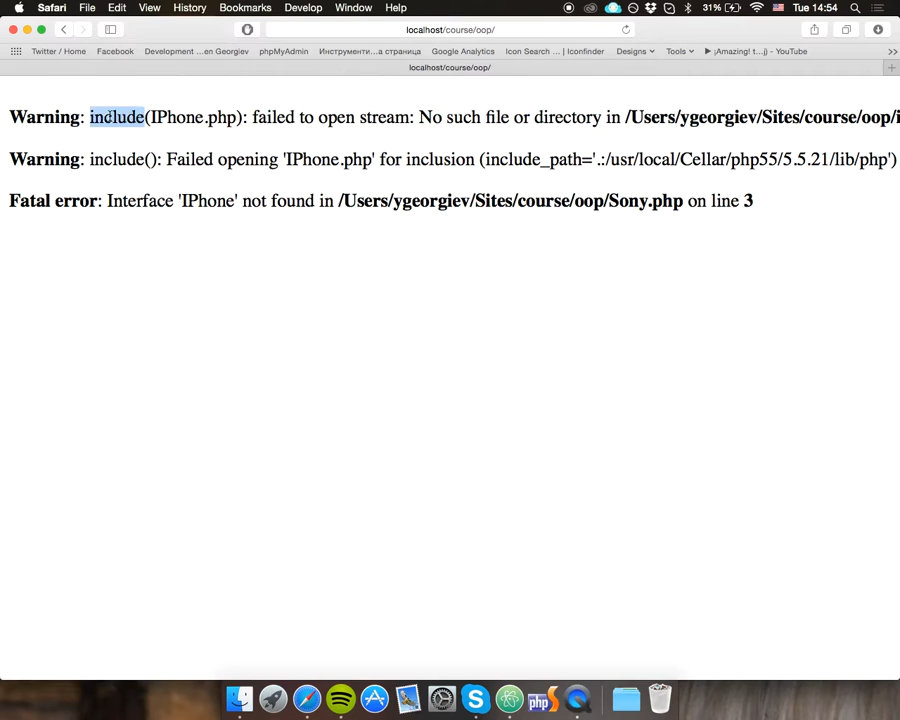 Safari File Edit View History Bookmarks Develop Window Help 31% Tue 14:54
localhost/course/oop/
Twitter / Home Facebook Development ...en Georgiev phpMyAdmin Инструменти...а страница Google Analytics Icon Search ... | Iconfinder Designs Tools ▶ ¡Amazing! t...j) - YouTube >>
localhost/course/oop/ +
Warning: include(IPhone.php): failed to open stream: No such file or directory in /Users/ygeorgiev/Sites/course/oop/i
Warning: include(): Failed opening 'IPhone.php' for inclusion (include_path='.:/usr/local/Cellar/php55/5.5.21/lib/php')
Fatal error: Interface 'IPhone' not found in /Users/ygeorgiev/Sites/course/oop/Sony.php on line 3
php